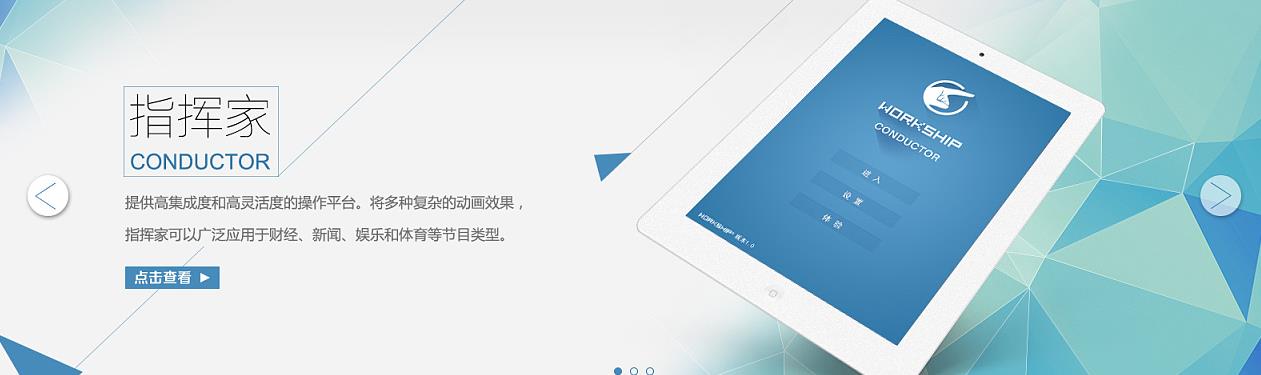 指挥家
CONDUCTOR
提供高集成度和高灵活度的操作平台。将多种复杂的动画效果，
指挥家可以广泛应用于财经、新闻、娱乐和体育等节目类型。
点击查看
WORKSHIP
CONDUCTOR
进入
设置
体验
WORKSHIP® 版本1.0